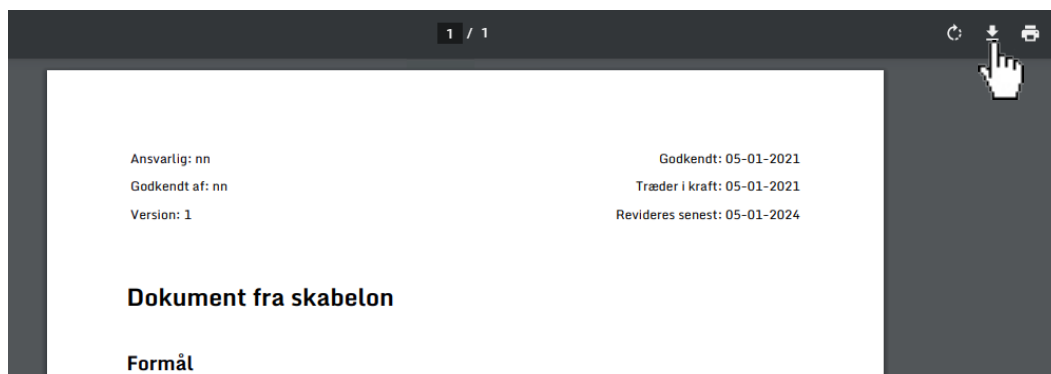 1 / 1
Ansvarlig: nn
Godkendt: 05-01-2021
Godkendt af: nn
Træder i kraft: 05-01-2021
Version: 1
Revideres senest: 05-01-2024
Dokument fra skabelon
Formål